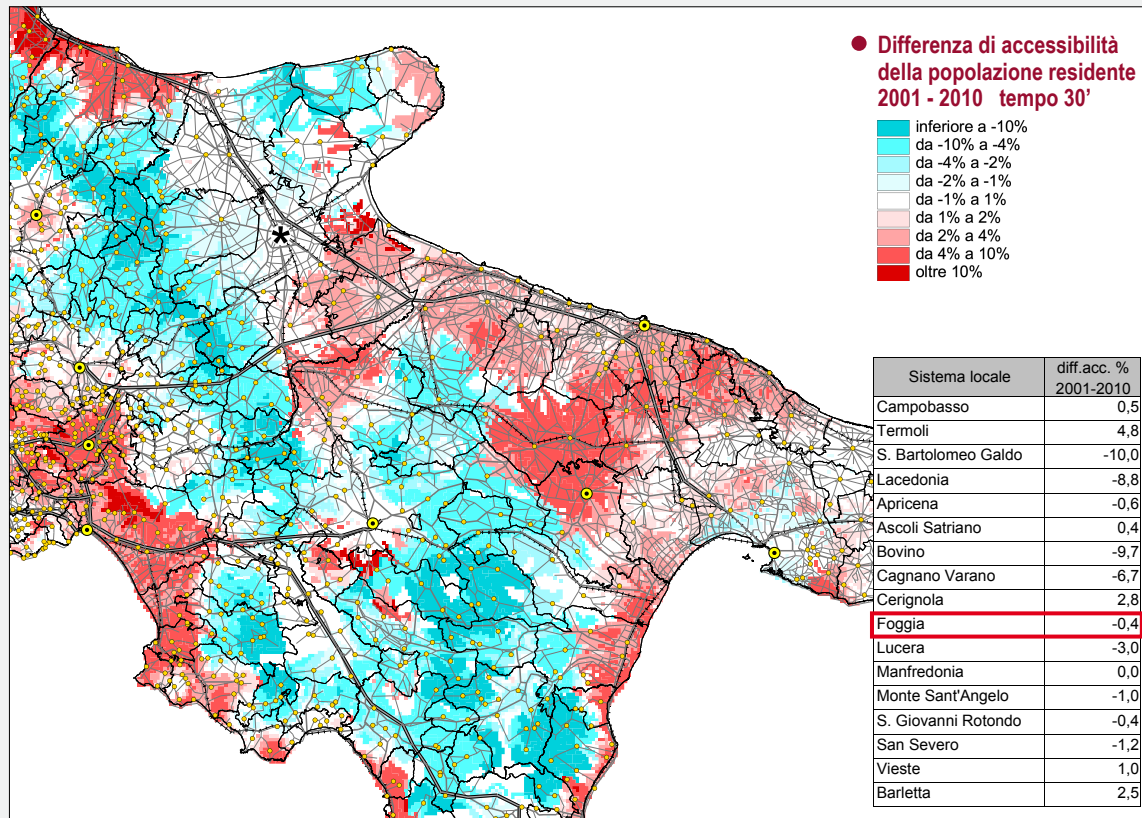 ● Differenza di accessibilità
della popolazione residente
2001 - 2010 tempo 30'
inferiore a -10%
da -10% a -4%
da -4% a -2%
da -2% a -1%
da -1% a 1%
da 1% a 2%
da 2% a 4%
da 4% a 10%
oltre 10%
*
Sistema locale diff.acc. % 2001-2010
Campobasso 0,5
Termoli 4,8
S. Bartolomeo Galdo -10,0
Lacedonia -8,8
Apricena -0,6
Ascoli Satriano 0,4
Bovino -9,7
Cagnano Varano -6,7
Cerignola 2,8
Foggia -0,4
Lucera -3,0
Manfredonia 0,0
Monte Sant'Angelo -1,0
S. Giovanni Rotondo -0,4
San Severo -1,2
Vieste 1,0
Barletta 2,5